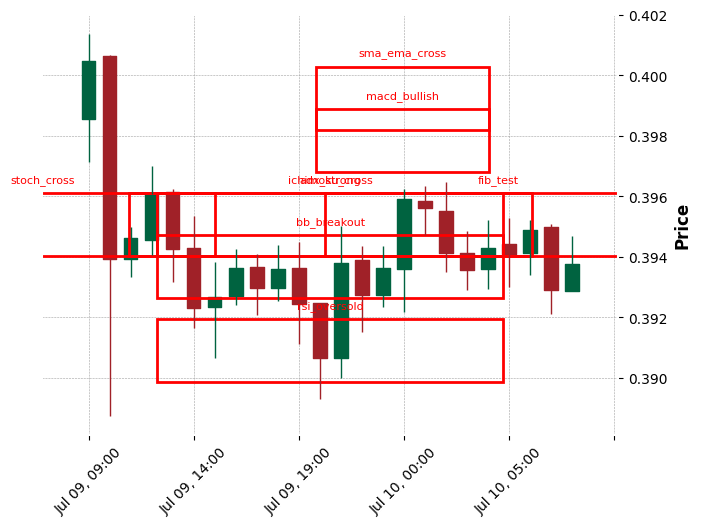 0.402
sma_ema_cross
0.400
macd_bullish
0.398
stoch_cross
fib_test
0.396
bb_breakout
Price
0.394
0.392
0.390
Jul 09, 09:00
Jul 09, 14:00
Jul 09, 19:00
Jul 10, 00:00
Jul 10, 05:00